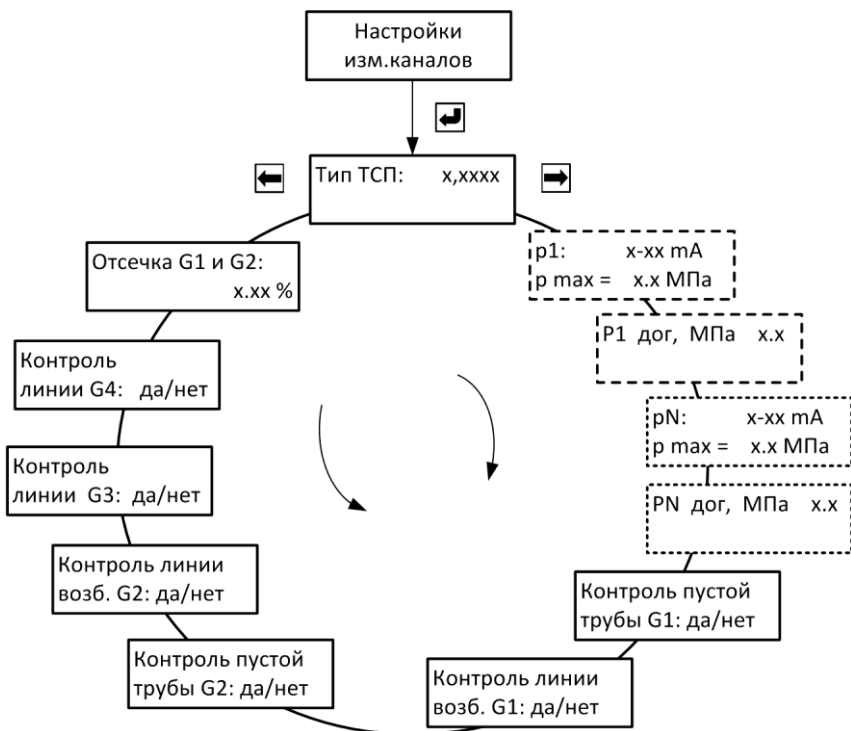 Настройки
изм.каналов
Тип ТСП: x,xxxx
p1: x-xx mA
p max = x.x МПа
P1 дог, МПа x.x
pN: x-xx mA
p max = x.x МПа
PN дог, МПа x.x
Контроль пустой
трубы G1: да/нет
Контроль линии
возб. G1: да/нет
Контроль пустой
трубы G2: да/нет
Контроль линии
возб. G2: да/нет
Контроль
линии G3: да/нет
Контроль
линии G4: да/нет
Отсечка G1 и G2:
x.xx %